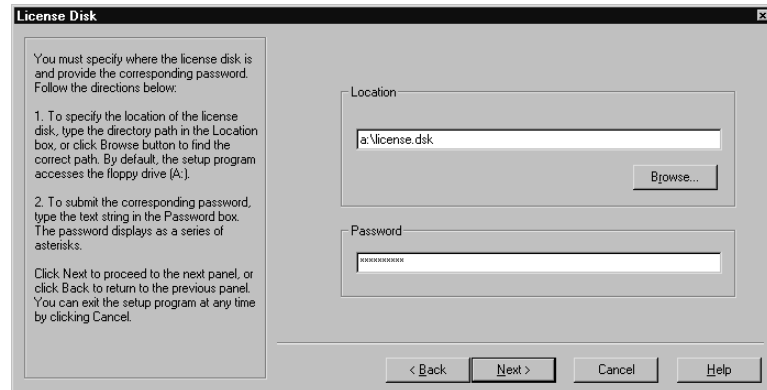 License Disk
You must specify where the license disk is
and provide the corresponding password.
Follow the directions below:
1. To specify the location of the license
disk, type the directory path in the Location
box, or click Browse button to find the
correct path. By default, the setup program
accesses the floppy drive (A:).
2. To submit the corresponding password,
type the text string in the Password box.
The password displays as a series of
asterisks.
Click Next to proceed to the next panel, or
click Back to return to the previous panel.
You can exit the setup program at any time
by clicking Cancel.
Location
a:\license.dsk
Browse...
Password
**********
< Back Next > Cancel Help